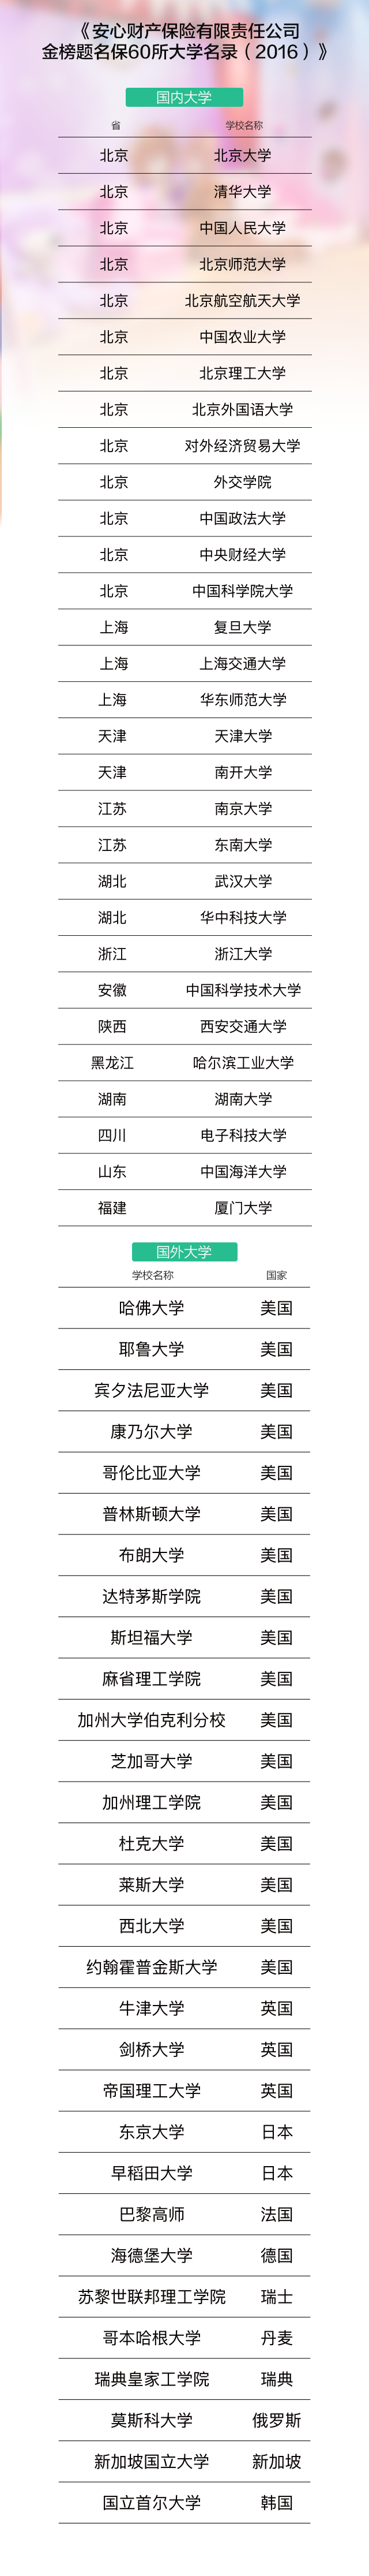 《安心财产保险有限责任公司
金榜题名保60所大学名录（2016）》
国内大学
省 学校名称
北京 北京大学
北京 清华大学
北京 中国人民大学
北京 北京师范大学
北京 北京航空航天大学
北京 中国农业大学
北京 北京理工大学
北京 北京外国语大学
北京 对外经济贸易大学
北京 外交学院
北京 中国政法大学
北京 中央财经大学
北京 中国科学院大学
上海 复旦大学
上海 上海交通大学
上海 华东师范大学
天津 天津大学
天津 南开大学
江苏 南京大学
江苏 东南大学
湖北 武汉大学
湖北 华中科技大学
浙江 浙江大学
安徽 中国科学技术大学
陕西 西安交通大学
黑龙江 哈尔滨工业大学
湖南 湖南大学
四川 电子科技大学
山东 中国海洋大学
福建 厦门大学
国外大学
学校名称 国家
哈佛大学 美国
耶鲁大学 美国
宾夕法尼亚大学 美国
康乃尔大学 美国
哥伦比亚大学 美国
普林斯顿大学 美国
布朗大学 美国
达特茅斯学院 美国
斯坦福大学 美国
麻省理工学院 美国
加州大学伯克利分校 美国
芝加哥大学 美国
加州理工学院 美国
杜克大学 美国
莱斯大学 美国
西北大学 美国
约翰霍普金斯大学 美国
牛津大学 英国
剑桥大学 英国
帝国理工大学 英国
东京大学 日本
早稻田大学 日本
巴黎高师 法国
海德堡大学 德国
苏黎世联邦理工学院 瑞士
哥本哈根大学 丹麦
瑞典皇家工学院 瑞典
莫斯科大学 俄罗斯
新加坡国立大学 新加坡
国立首尔大学 韩国